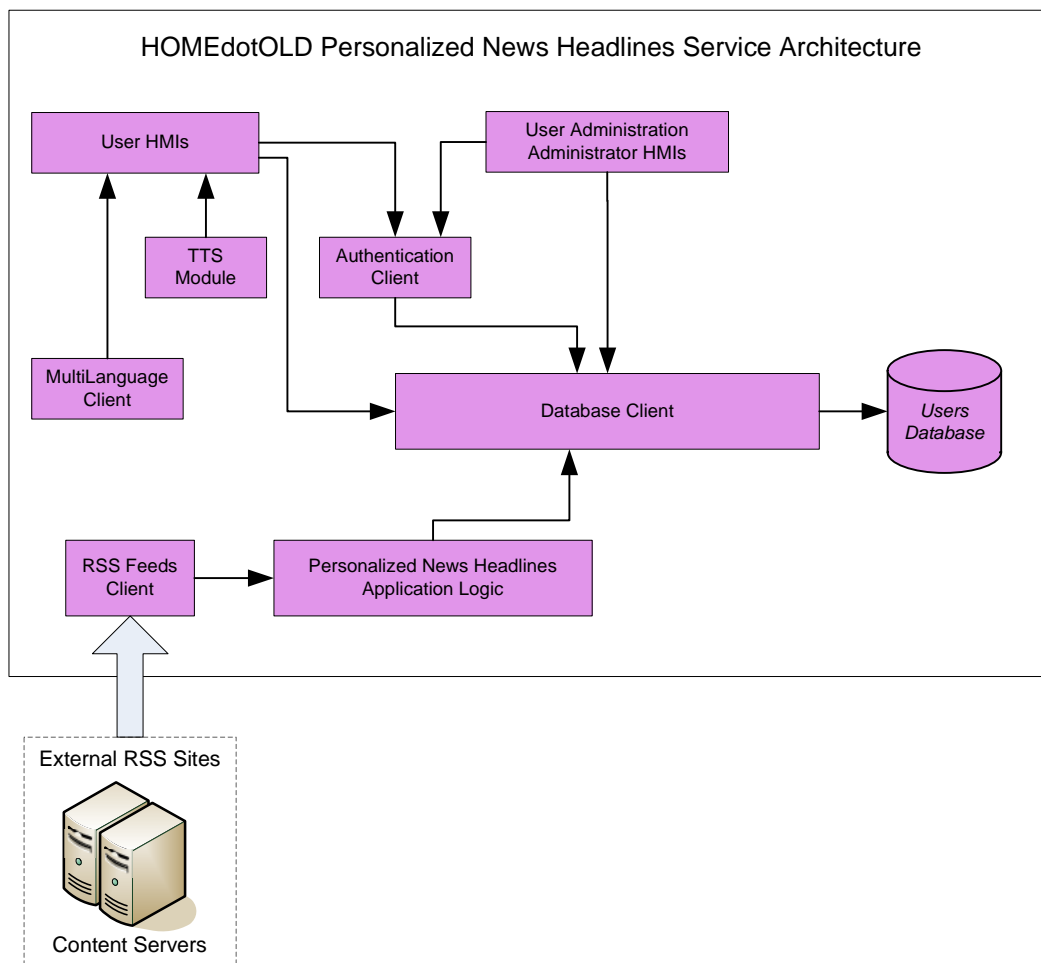 HOMEdotOLD Personalized News Headlines Service Architecture
User HMIs
User Administration
Administrator HMIs
TTS
Module
Authentication
Client
MultiLanguage
Client
Database Client
Users
Database
RSS Feeds
Client
Personalized News Headlines
Application Logic
External RSS Sites
Content Servers